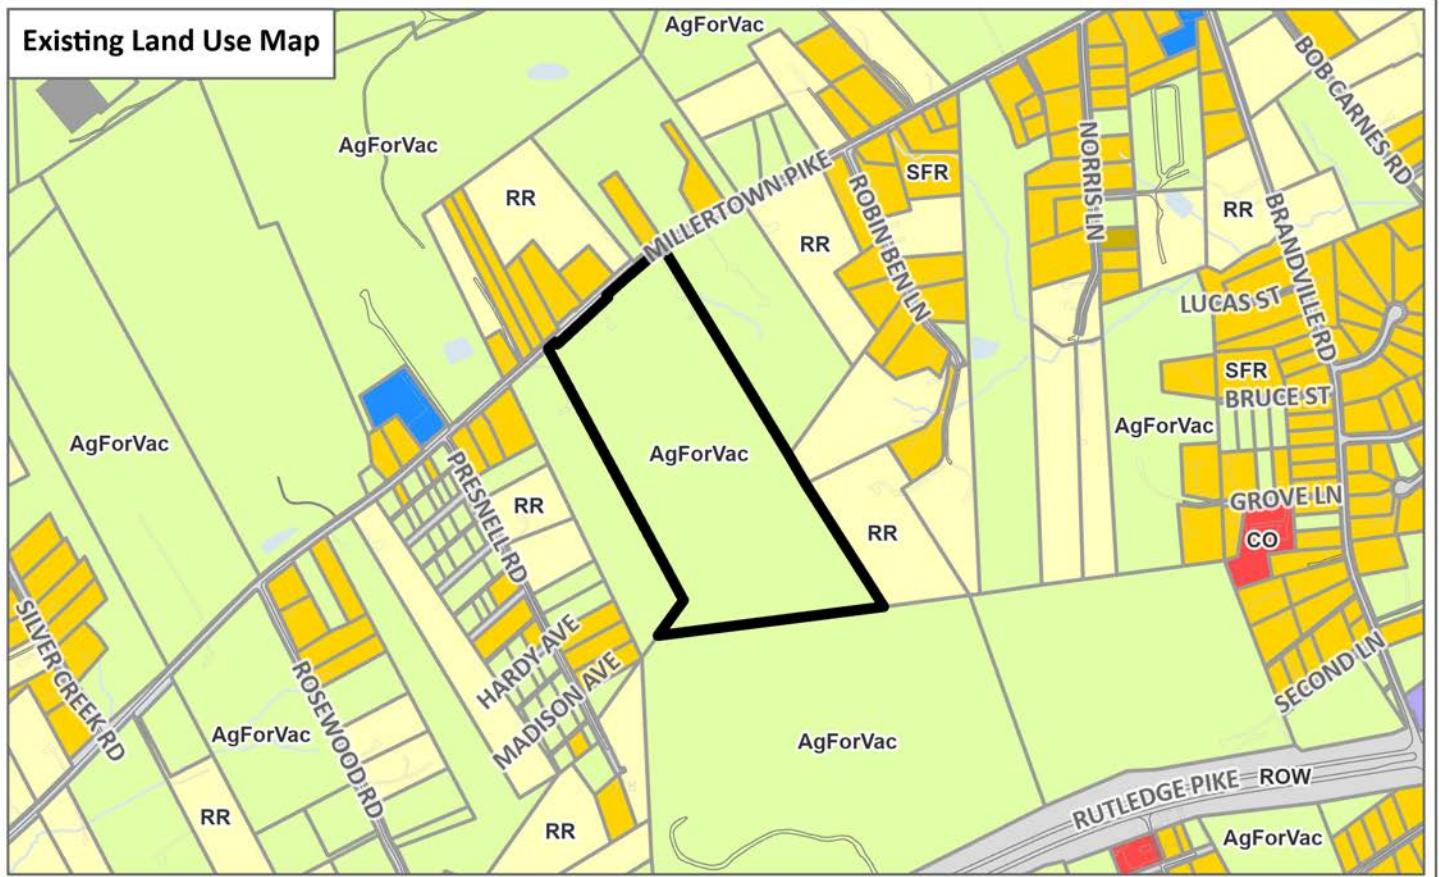 Existing Land Use Map
AgForVac
BOB CARNES RD
AgForVac
MILLERTOWN PIKE
NORRIS LN
SFR
RR
ROBIN BEN LN
RR
RR
BRANDVILLE RD
LUCAS ST
SFR
BRUCE ST
AgForVac
AgForVac
AgForVac
PRESNELL RD
RR
GROVE LN
RR
CO
SILVER CREEK RD
HARDY AVE
MADISON AVE
ROSEWOOD RD
SECOND LN
AgForVac
AgForVac
RUTLEDGE PIKE
ROW
RR
RR
AgForVac